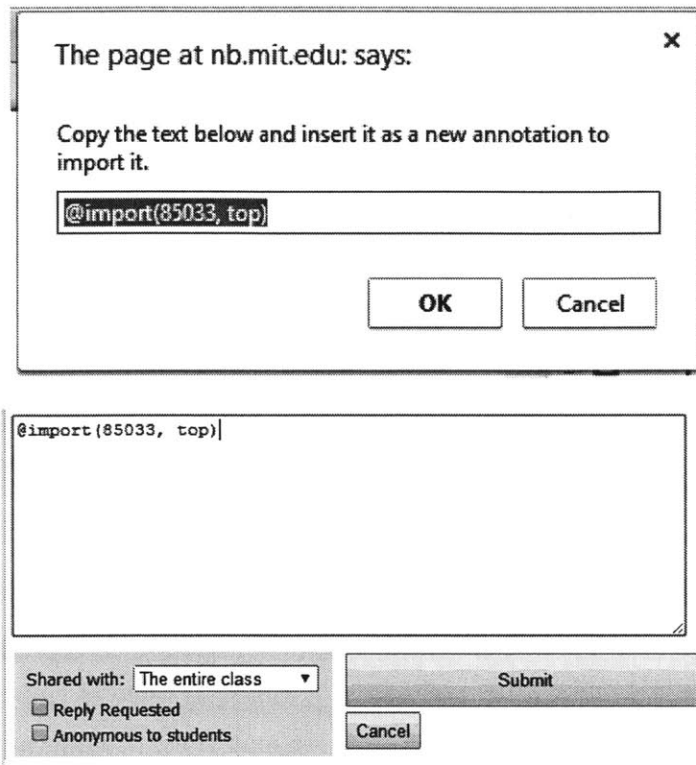 The page at nb.mit.edu: says:
Copy the text below and insert it as a new annotation to
import it.
@import(85033, top)
OK
Cancel
@import(85033, top)
Shared with: The entire class
Reply Requested
Anonymous to students
Submit
Cancel